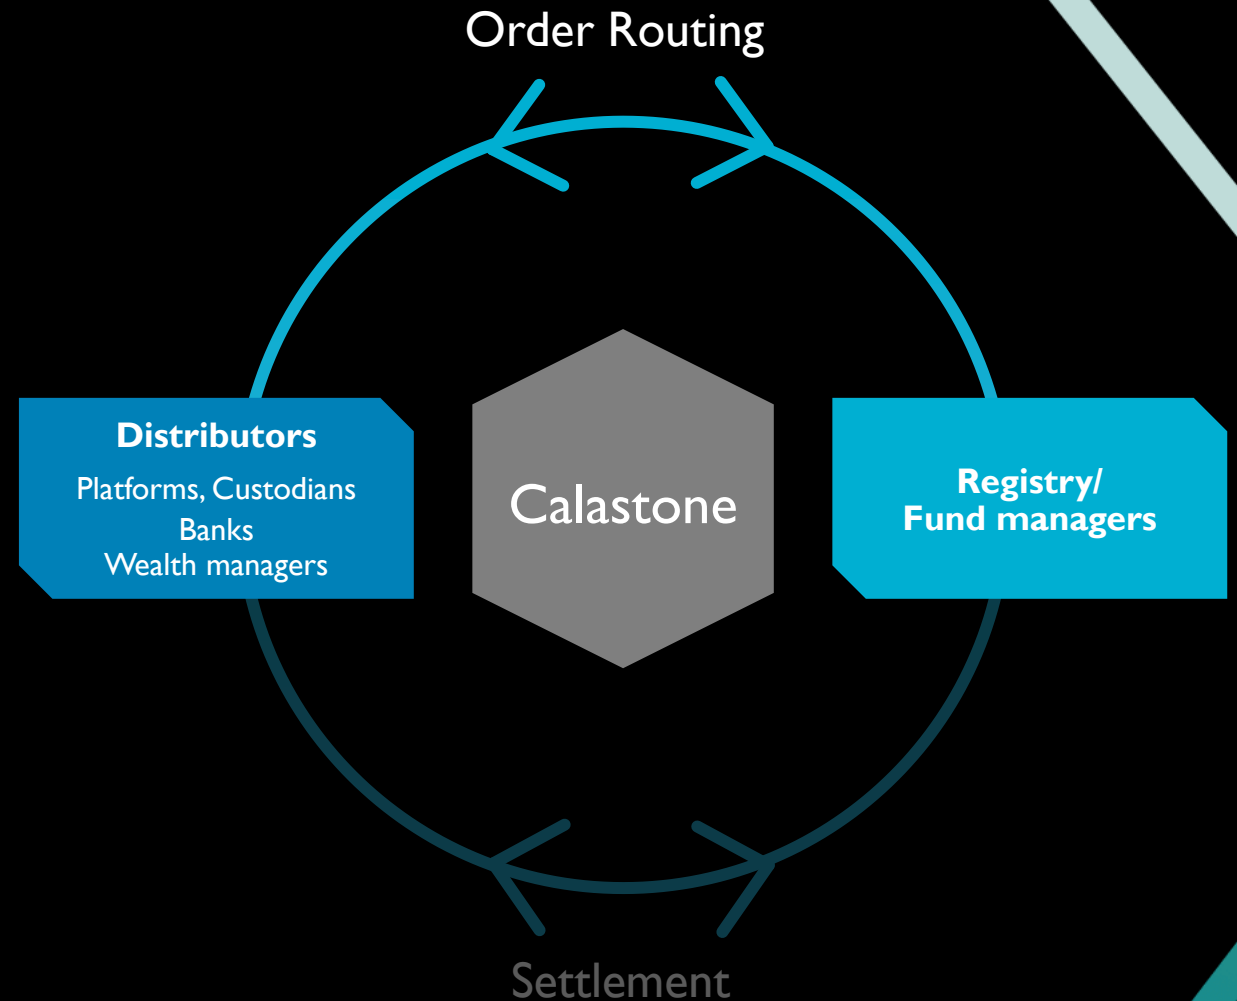 Order Routing
Distributors
Platforms, Custodians
Banks
Wealth managers
Calastone
Registry/
Fund managers
Settlement